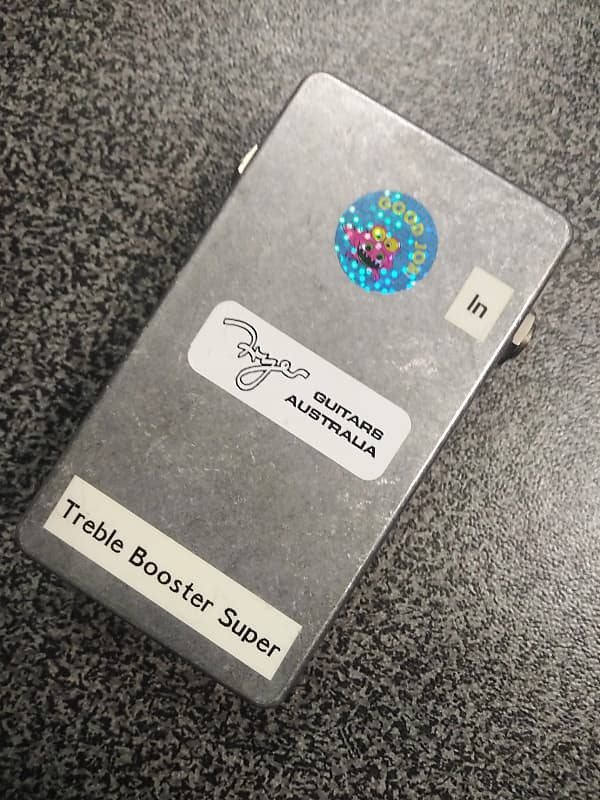 GOOD JOB
In
Fryer
GUITARS
AUSTRALIA
Treble Booster Super